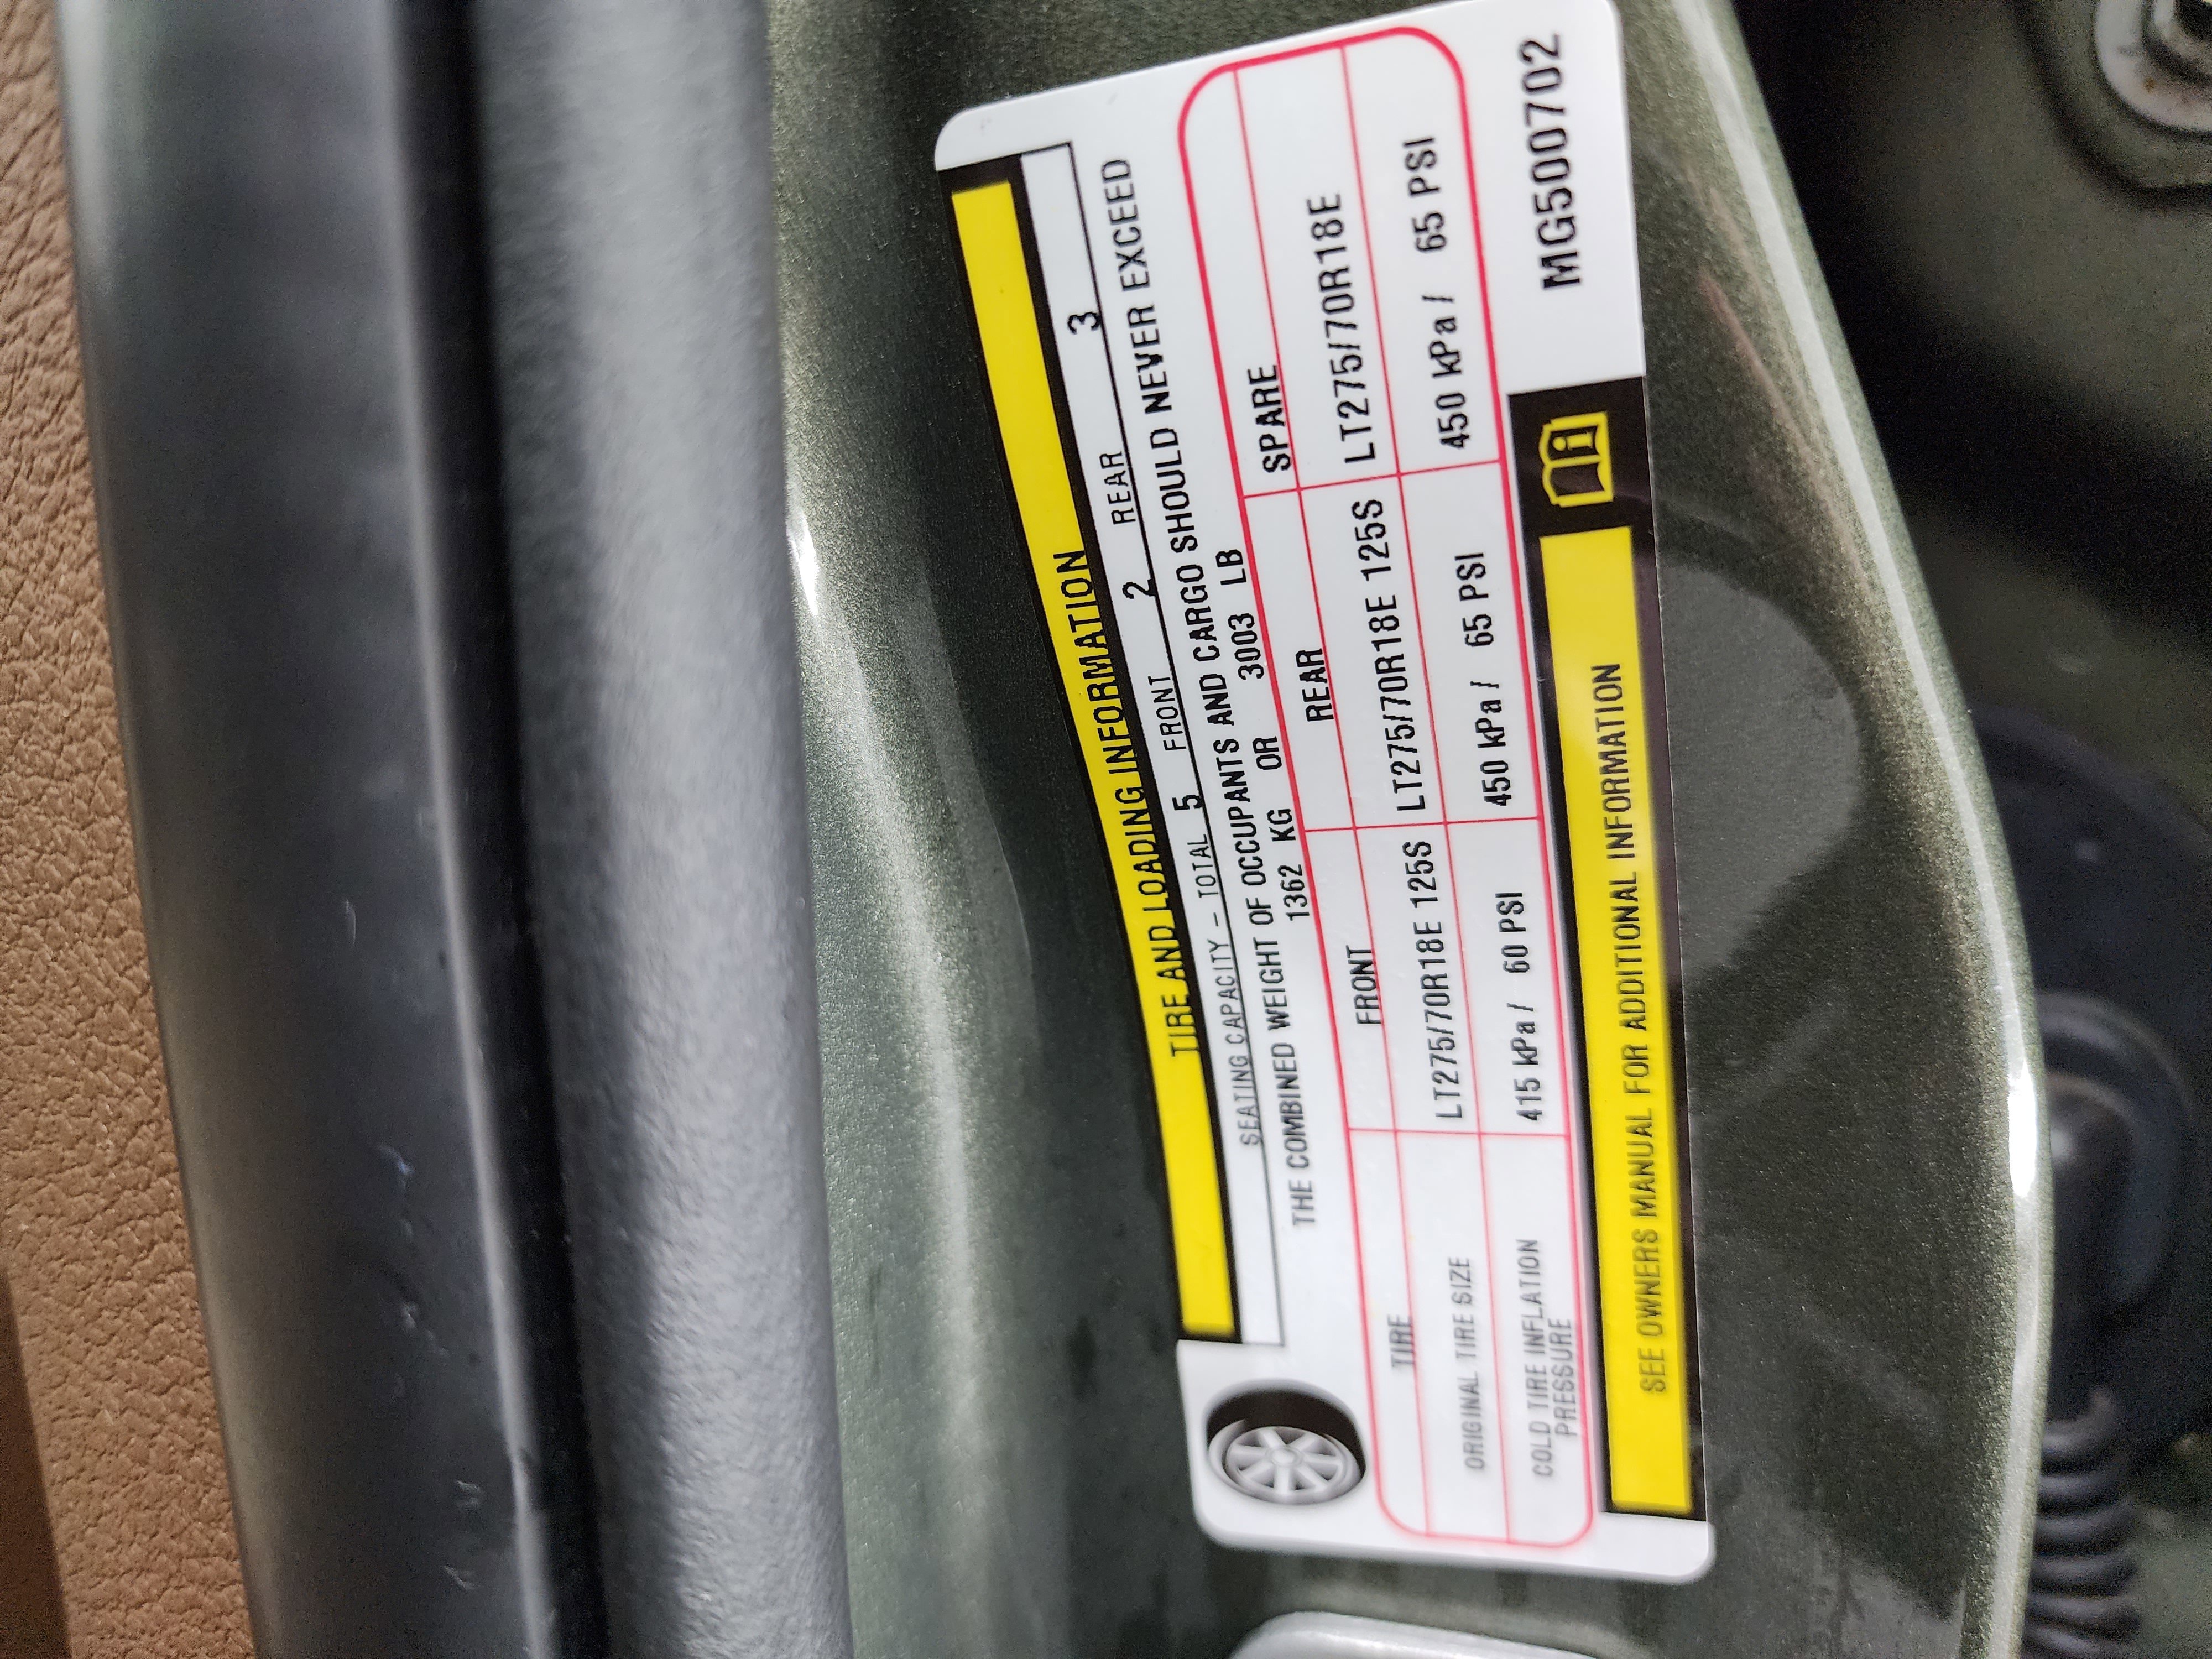 TIRE AND LOADING INFORMATION
SEATING CAPACITY – TOTAL 5 FRONT 2 REAR 3
THE COMBINED WEIGHT OF OCCUPANTS AND CARGO SHOULD NEVER EXCEED
1362 KG OR 3003 LB
TIRE FRONT REAR SPARE
ORIGINAL TIRE SIZE LT275/70R18E 125S LT275/70R18E 125S LT275/70R18E
COLD TIRE INFLATION PRESSURE 415 kPa / 60 PSI 450 kPa / 65 PSI 450 kPa / 65 PSI
SEE OWNERS MANUAL FOR ADDITIONAL INFORMATION
MG500702